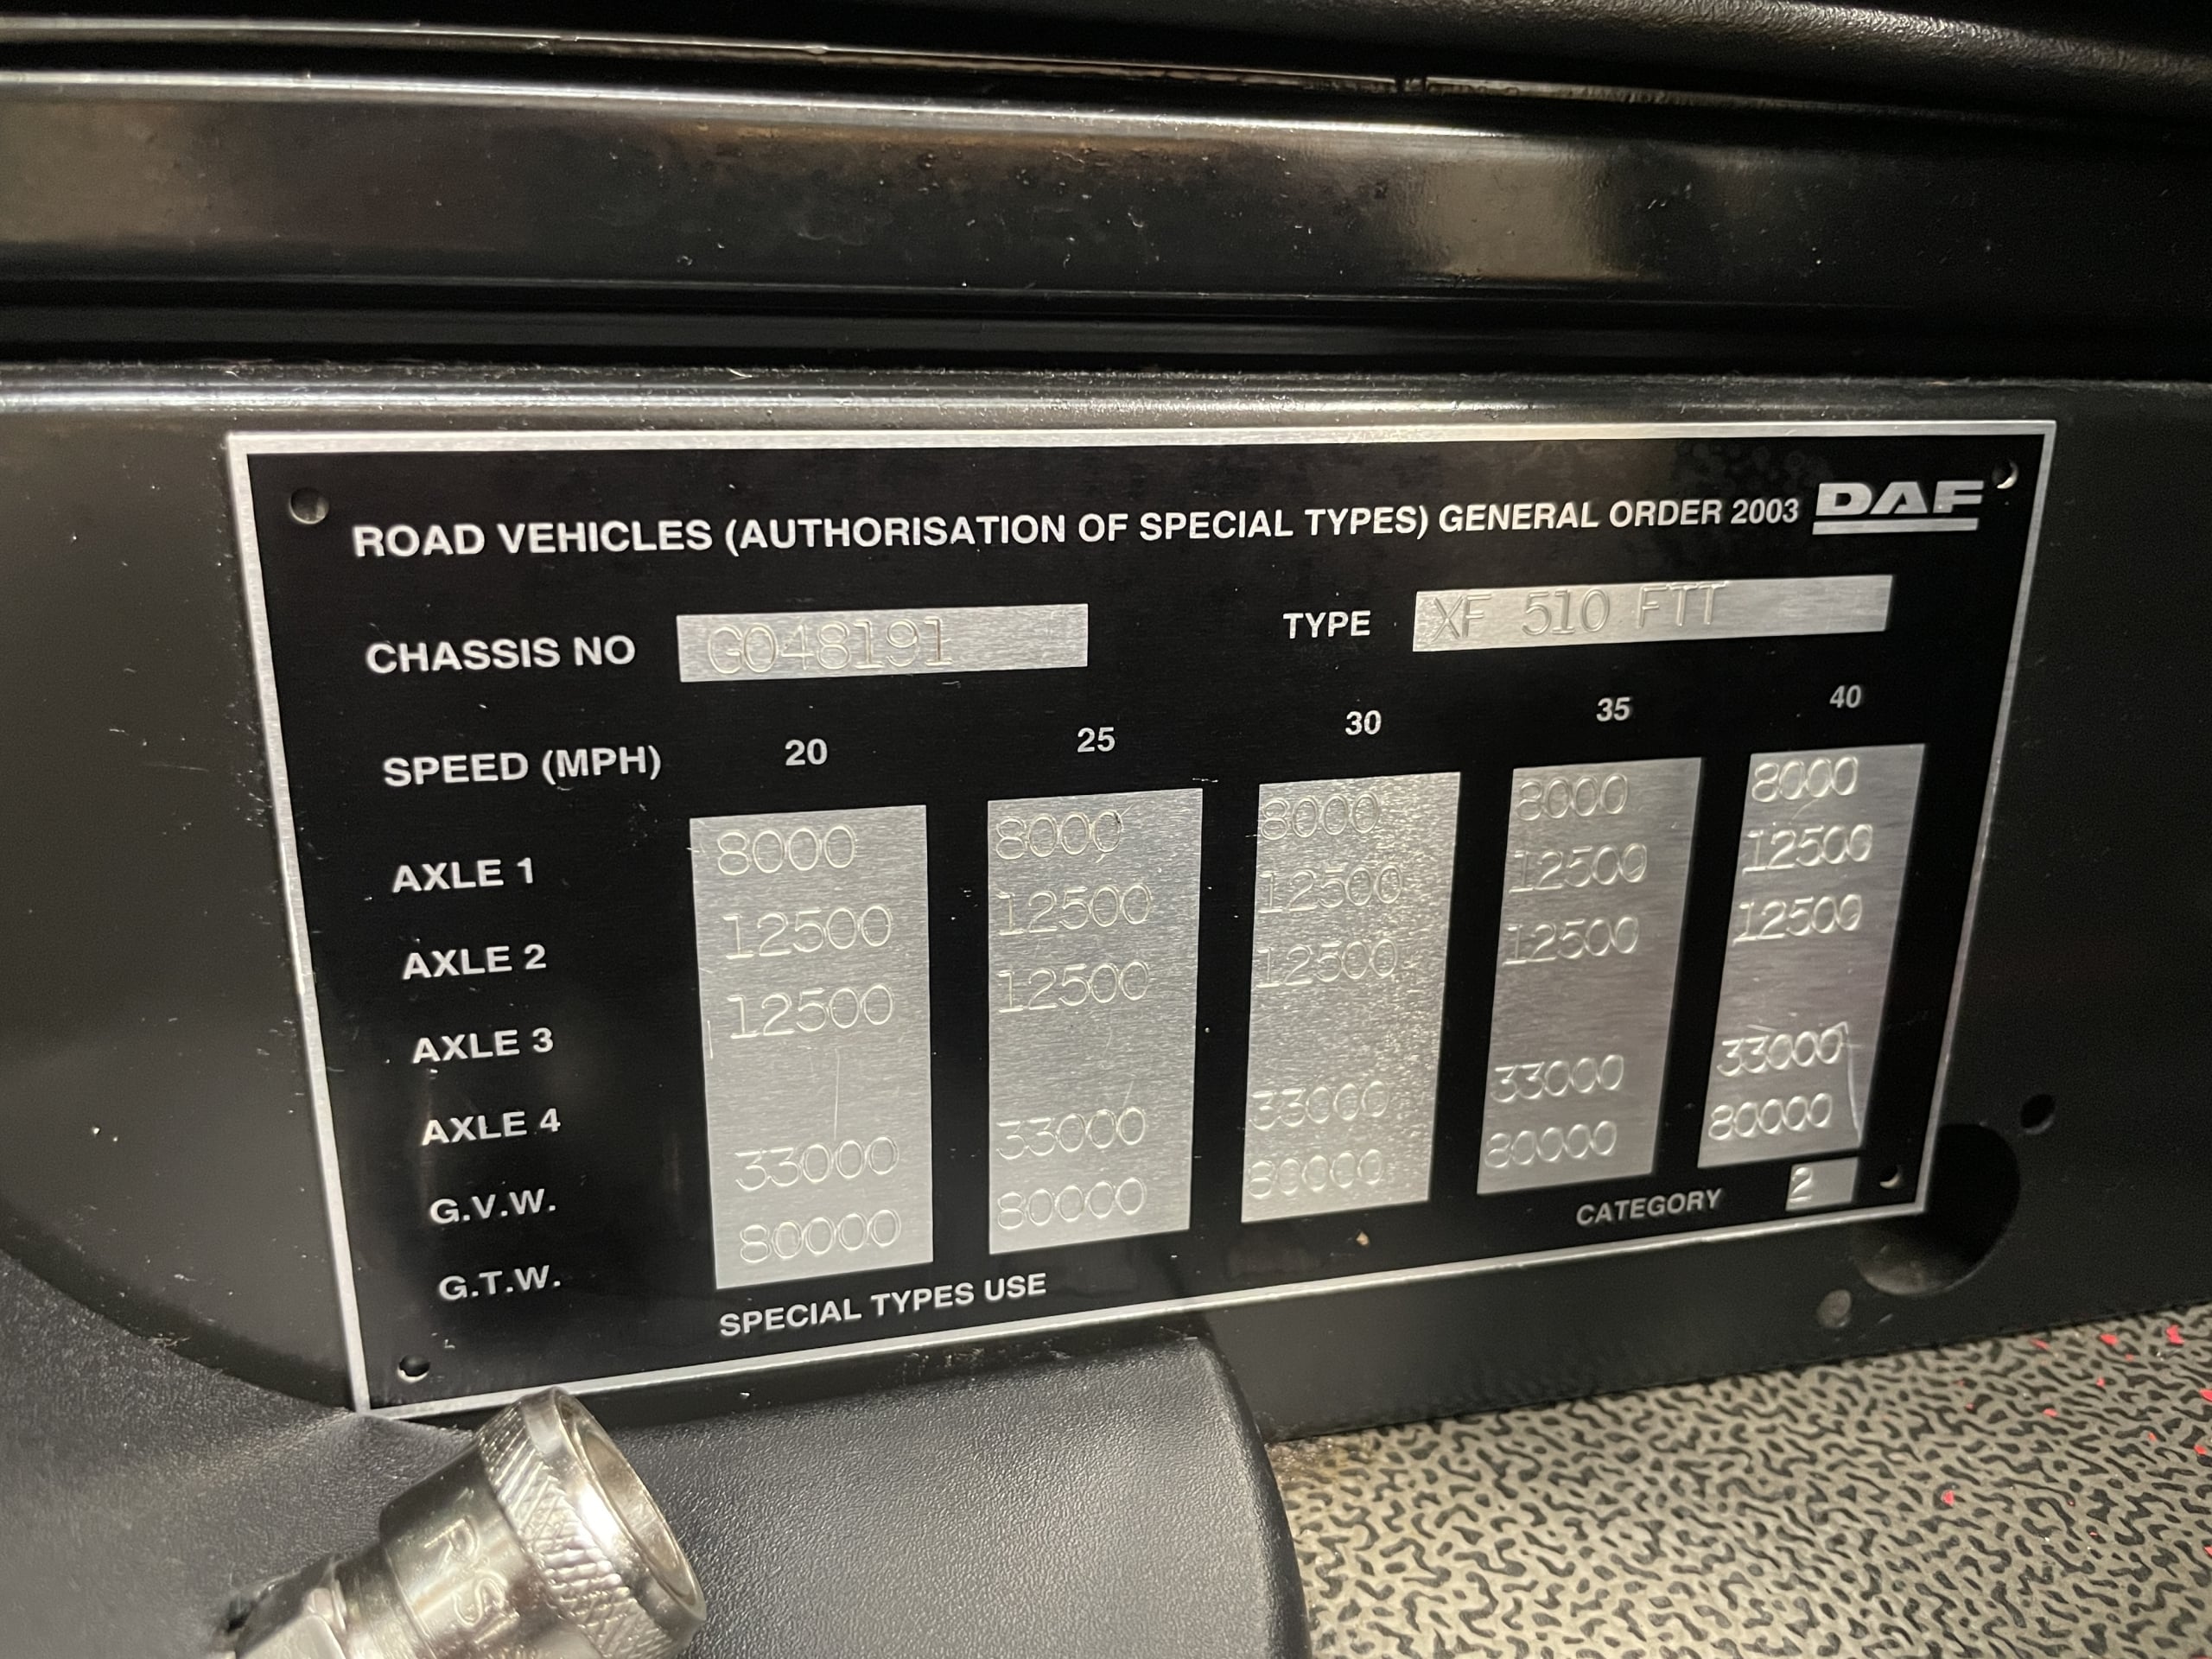 ROAD VEHICLES (AUTHORISATION OF SPECIAL TYPES) GENERAL ORDER 2003 DAF
CHASSIS NO G048191 TYPE XF 510 FTT
SPEED (MPH) 20 25 30 35 40
AXLE 1 8000 8000 8000 8000 8000
AXLE 2 12500 12500 12500 12500 12500
AXLE 3 12500 12500 12500 12500 12500
AXLE 4
G.V.W. 33000 33000 33000 33000 33000
G.T.W. 80000 80000 80000 80000 80000
SPECIAL TYPES USE CATEGORY 2